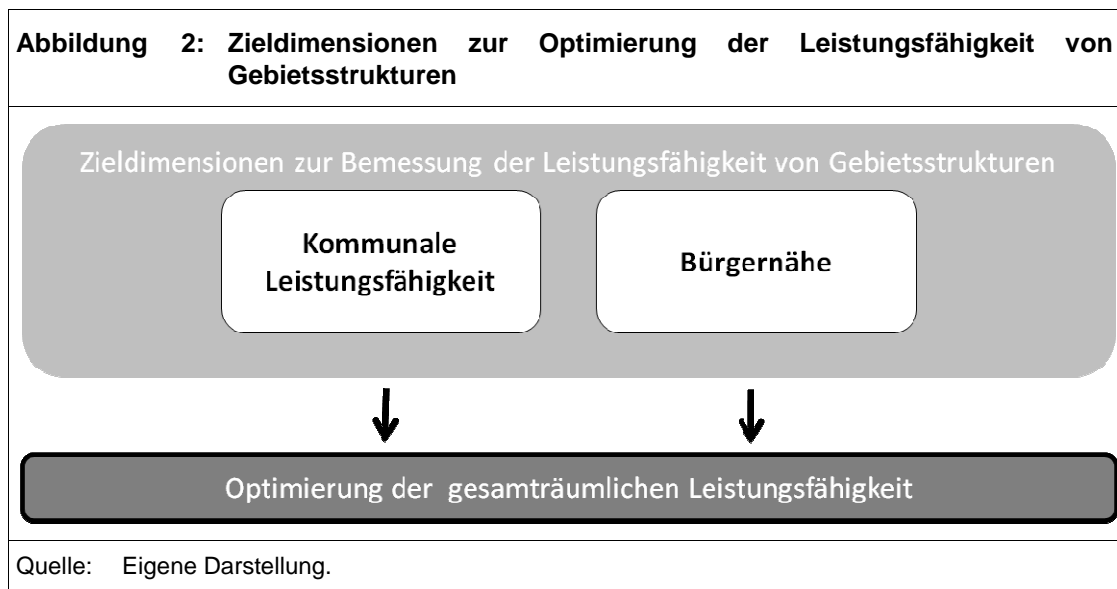 Abbildung 2: Zieldimensionen zur Optimierung der Leistungsfähigkeit von
Gebietsstrukturen
Zieldimensionen zur Bemessung der Leistungsfähigkeit von Gebietsstrukturen
Kommunale
Leistungsfähigkeit
Bürgernähe
Optimierung der gesamträumlichen Leistungsfähigkeit
Quelle: Eigene Darstellung.